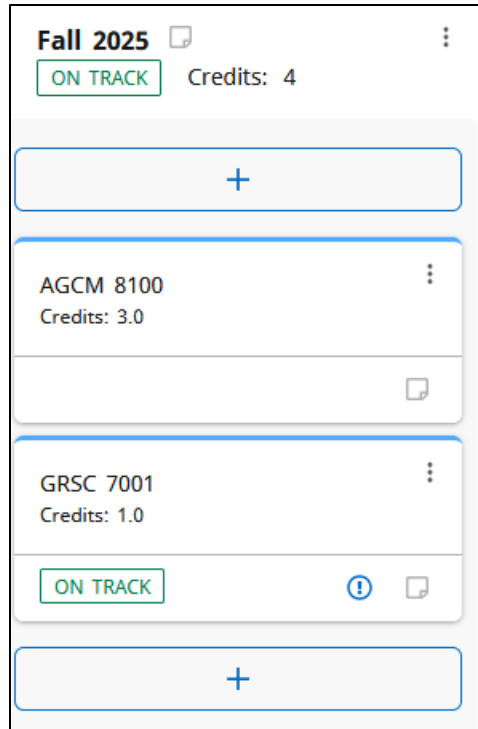 Fall 2025
ON TRACK Credits: 4
+
AGCM 8100
Credits: 3.0
GRSC 7001
Credits: 1.0
ON TRACK
+